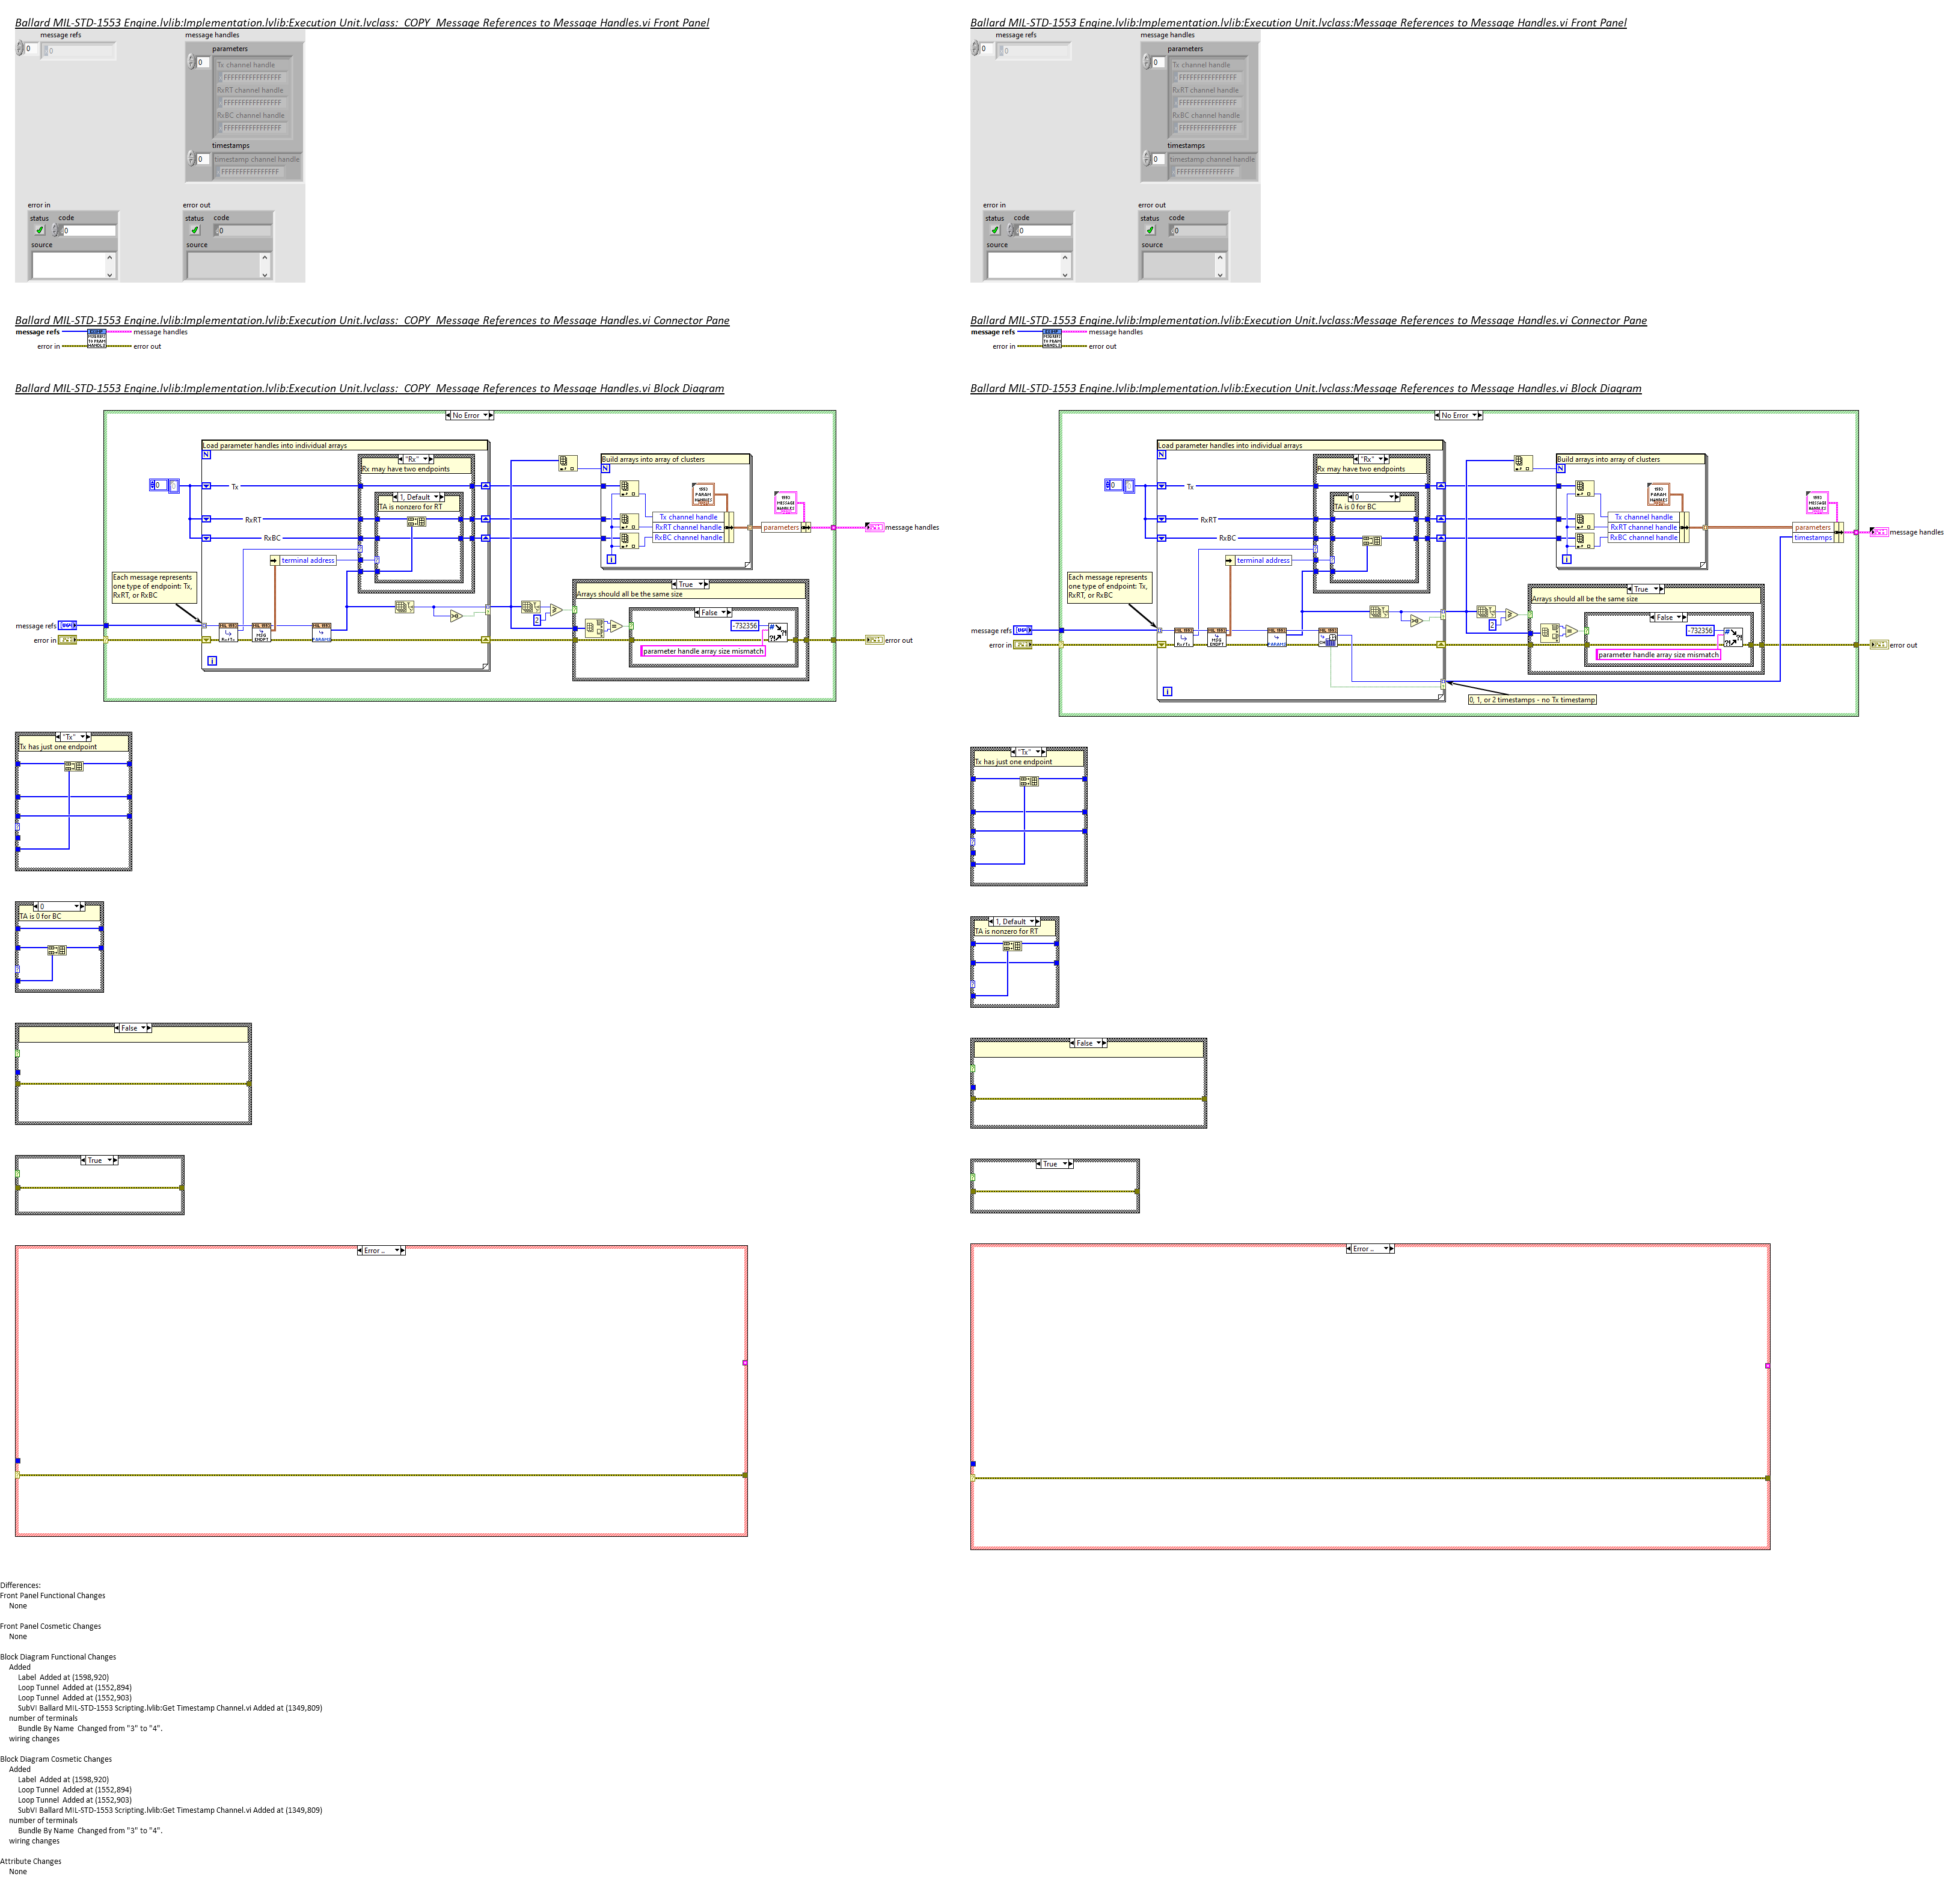 Ballard MIL-STD-1553 Engine.lvlib:Implementation.lvlib:Execution Unit.lvclass:_COPY_Message References to Message Handles.vi Front Panel
message refs
0
0
message handles
parameters
0
Tx channel handle
FFFFFFFFFFFFFFFF
RxRT channel handle
FFFFFFFFFFFFFFFF
RxBC channel handle
FFFFFFFFFFFFFFFF
timestamps
0
timestamp channel handle
FFFFFFFFFFFFFFFF
error in
status code
0
source
error out
status code
0
source
Ballard MIL-STD-1553 Engine.lvlib:Implementation.lvlib:Execution Unit.lvclass:_COPY_Message References to Message Handles.vi Connector Pane
message refs
message handles
error in
error out
Ballard MIL-STD-1553 Engine.lvlib:Implementation.lvlib:Execution Unit.lvclass:_COPY_Message References to Message Handles.vi Block Diagram
No Error
Load parameter handles into individual arrays
N
"Rx"
Rx may have two endpoints
0
Tx
1, Default
TA is nonzero for RT
RxRT
RxBC
terminal address
Each message represents
one type of endpoint: Tx,
RxRT, or RxBC
message refs
error in
i
Build arrays into array of clusters
N
1553
PARAM
HANDLES
1553
MESSAGE
HANDLES
Tx channel handle
RxRT channel handle
RxBC channel handle
parameters
message handles
i
2
True
Arrays should all be the same size
False
-732356
parameter handle array size mismatch
error out
"Tx"
Tx has just one endpoint
0
TA is 0 for BC
False
True
Error
Ballard MIL-STD-1553 Engine.lvlib:Implementation.lvlib:Execution Unit.lvclass:Message References to Message Handles.vi Front Panel
message refs
0
0
message handles
parameters
0
Tx channel handle
FFFFFFFFFFFFFFFF
RxRT channel handle
FFFFFFFFFFFFFFFF
RxBC channel handle
FFFFFFFFFFFFFFFF
timestamps
0
timestamp channel handle
FFFFFFFFFFFFFFFF
error in
status code
0
source
error out
status code
0
source
Ballard MIL-STD-1553 Engine.lvlib:Implementation.lvlib:Execution Unit.lvclass:Message References to Message Handles.vi Connector Pane
message refs
message handles
error in
error out
Ballard MIL-STD-1553 Engine.lvlib:Implementation.lvlib:Execution Unit.lvclass:Message References to Message Handles.vi Block Diagram
No Error
Load parameter handles into individual arrays
N
"Rx"
Rx may have two endpoints
0
Tx
0
TA is 0 for BC
RxRT
RxBC
terminal address
Each message represents
one type of endpoint: Tx,
RxRT, or RxBC
message refs
error in
i
Build arrays into array of clusters
N
1553
PARAM
HANDLES
1553
MESSAGE
HANDLES
Tx channel handle
RxRT channel handle
RxBC channel handle
parameters
timestamps
message handles
i
2
True
Arrays should all be the same size
False
-732356
parameter handle array size mismatch
error out
0, 1, or 2 timestamps - no Tx timestamp
"Tx"
Tx has just one endpoint
1, Default
TA is nonzero for RT
False
True
Error
Differences:
Front Panel Functional Changes
None
Front Panel Cosmetic Changes
None
Block Diagram Functional Changes
Added
Label Added at (1598,920)
Loop Tunnel Added at (1552,894)
Loop Tunnel Added at (1552,903)
SubVI Ballard MIL-STD-1553 Scripting.lvlib:Get Timestamp Channel.vi Added at (1349,809)
number of terminals
Bundle By Name Changed from "3" to "4".
wiring changes
Block Diagram Cosmetic Changes
Added
Label Added at (1598,920)
Loop Tunnel Added at (1552,894)
Loop Tunnel Added at (1552,903)
SubVI Ballard MIL-STD-1553 Scripting.lvlib:Get Timestamp Channel.vi Added at (1349,809)
number of terminals
Bundle By Name Changed from "3" to "4".
wiring changes
Attribute Changes
None